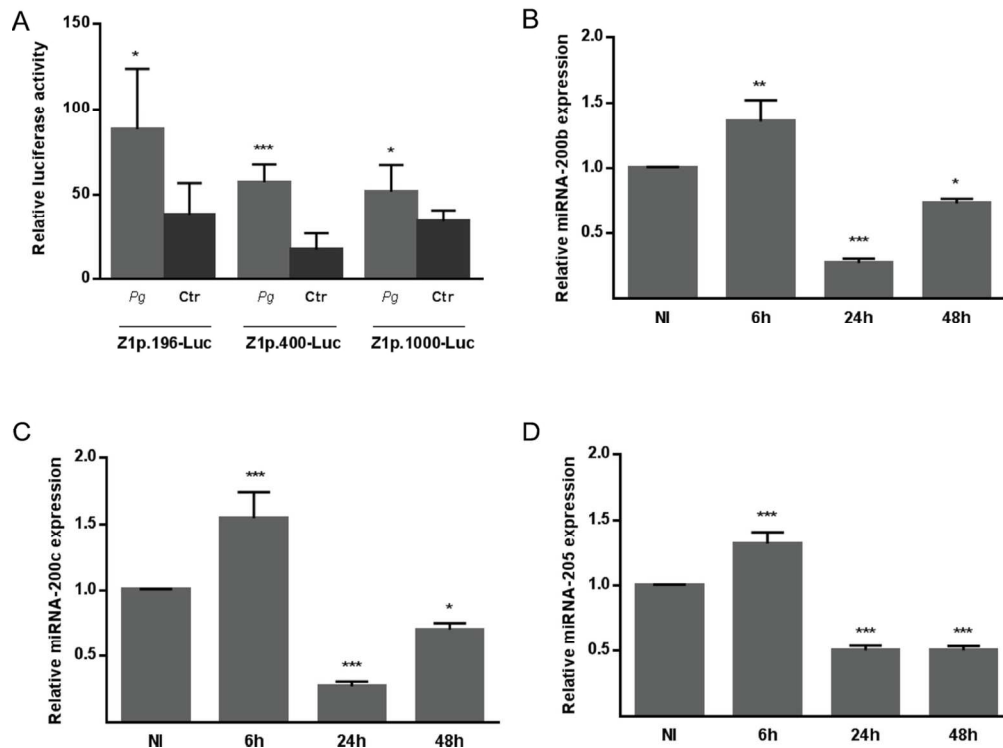 A
Relative luciferase activity
150
100
50
0
*
***
*
Pg Ctr Pg Ctr Pg Ctr
Z1p.196-Luc Z1p.400-Luc Z1p.1000-Luc
B
Relative miRNA-200b expression
2.0
1.5
1.0
0.5
**
***
*
NI 6h 24h 48h
C
Relative miRNA-200c expression
2.0
1.5
1.0
0.5
***
***
*
NI 6h 24h 48h
D
Relative miRNA-205 expression
2.0
1.5
1.0
0.5
***
***
***
NI 6h 24h 48h